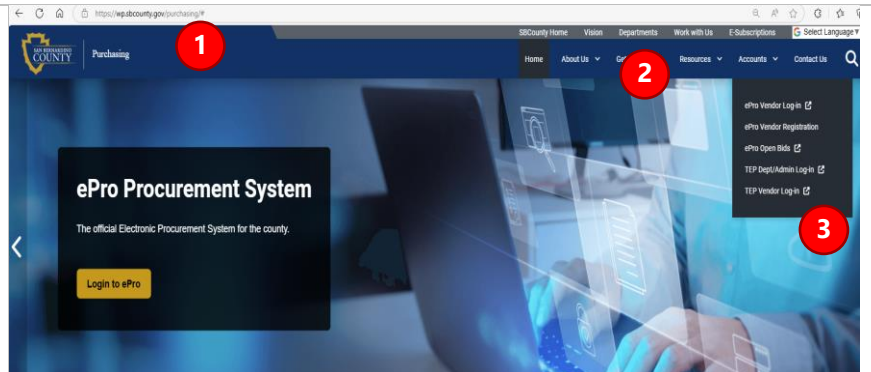 https://wp.sbcounty.gov/purchasing/#
1
SBCounty Home Vision Departments Work with Us E-Subscriptions G Select Language ▼
SAN BERNARDINO
COUNTY
Purchasing
Home About Us Resources Accounts Contact Us
2
ePro Vendor Log-in
ePro Vendor Registration
ePro Open Bids
TEP Dept/Admin Log-in
TEP Vendor Log-in
3
ePro Procurement System
The official Electronic Procurement System for the county.
Login to ePro